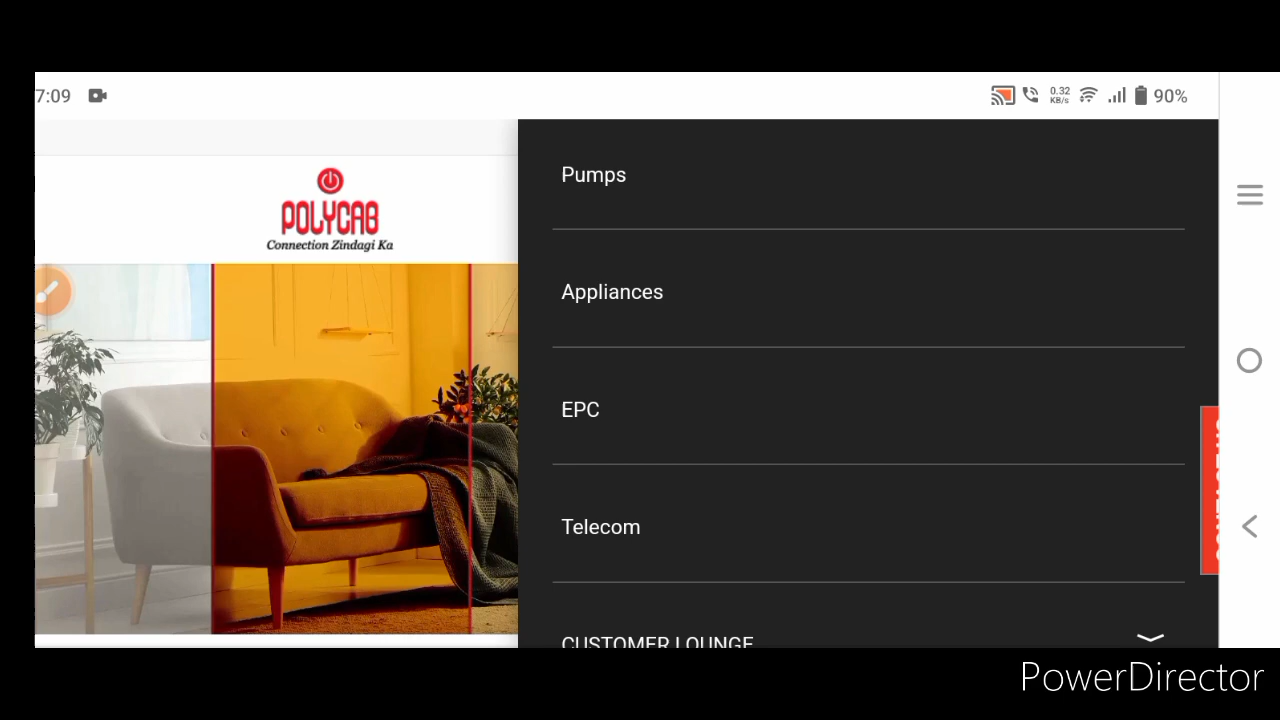 7:09
0.32
KB/s
90%
POLYCAB
Connection Zindagi Ka
Pumps
Appliances
EPC
Telecom
CUSTOMER LOUNGE
PowerDirector